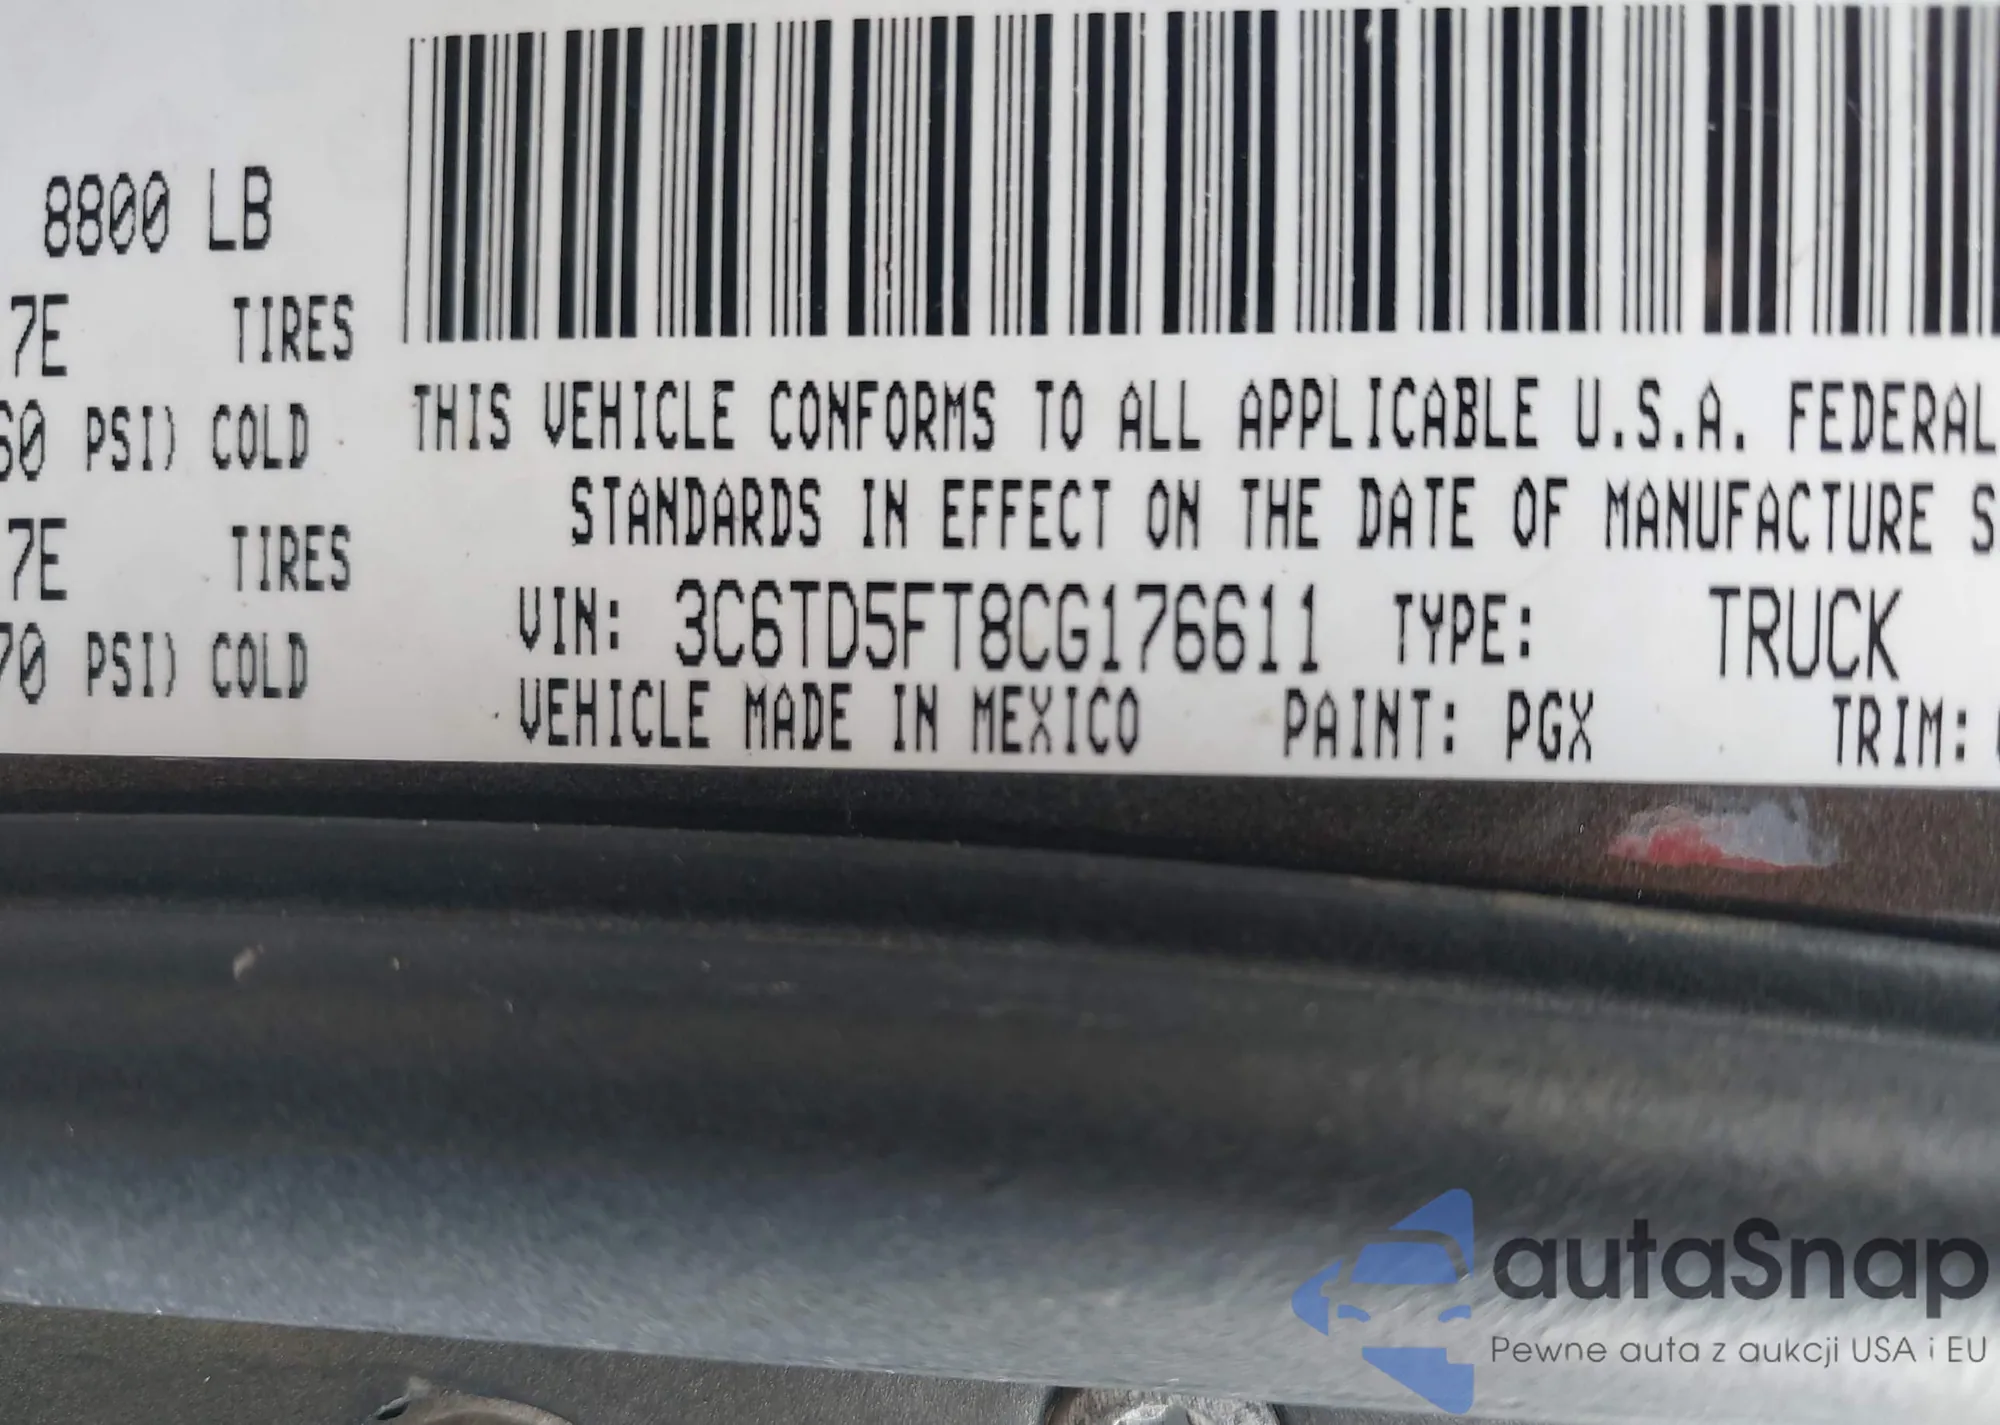 8800 LB
7E TIRES
60 PSI) COLD
7E TIRES
70 PSI) COLD
THIS VEHICLE CONFORMS TO ALL APPLICABLE U.S.A. FEDERAL
STANDARDS IN EFFECT ON THE DATE OF MANUFACTURE S
VIN: 3C6TD5FT8CG176611 TYPE: TRUCK
VEHICLE MADE IN MEXICO PAINT: PGX TRIM:
autaSnap
Pewne auta z aukcji USA i EU